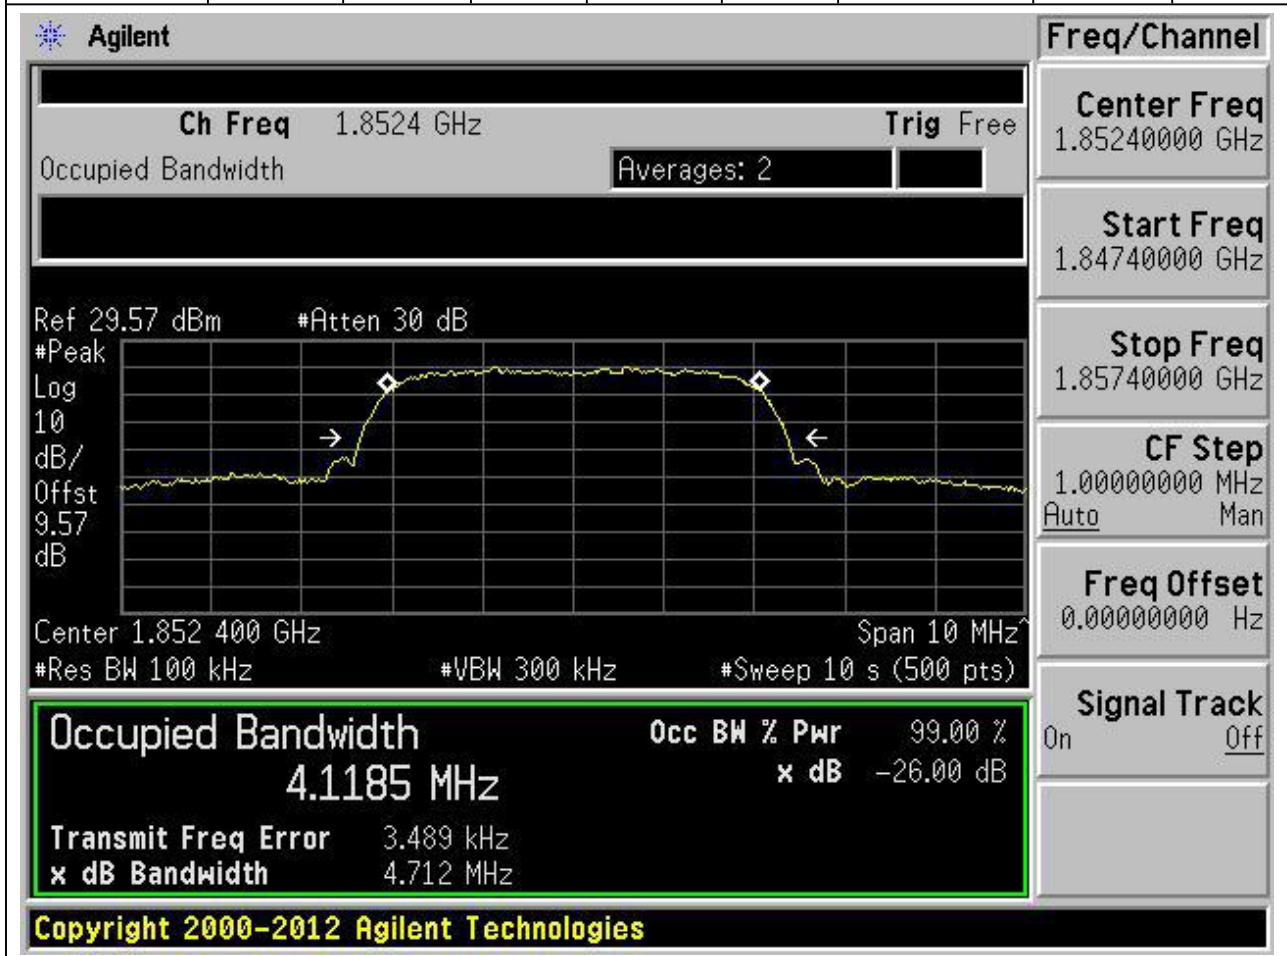 Agilent
Freq/Channel
Ch Freq 1.8524 GHz Trig Free
Occupied Bandwidth Averages: 2
Center Freq
1.85240000 GHz
Start Freq
1.84740000 GHz
Stop Freq
1.85740000 GHz
CF Step
1.00000000 MHz
Auto Man
Freq Offset
0.00000000 Hz
Signal Track
On Off
Ref 29.57 dBm #Atten 30 dB
#Peak
Log
10
dB/
Offst
9.57
dB
Center 1.852 400 GHz Span 10 MHz^
#Res BW 100 kHz #VBW 300 kHz #Sweep 10 s (500 pts)
Occupied Bandwidth Occ BW % Pwr 99.00 %
4.1185 MHz x dB -26.00 dB
Transmit Freq Error 3.489 kHz
x dB Bandwidth 4.712 MHz
Copyright 2000-2012 Agilent Technologies